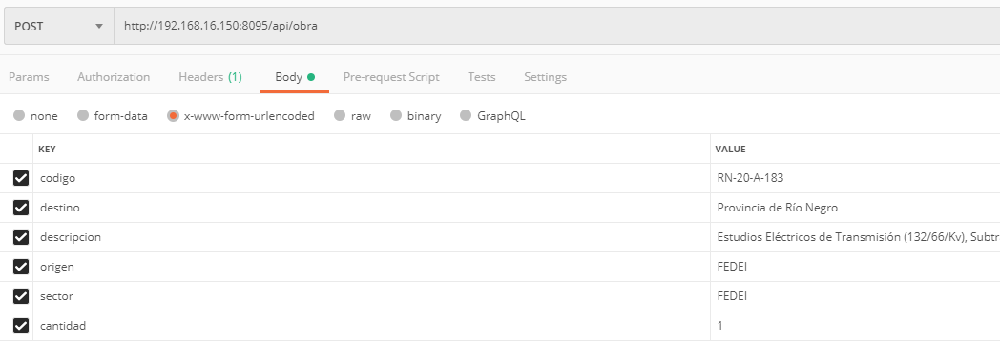 POST http://192.168.16.150:8095/api/obra
Params Authorization Headers (1) Body Pre-request Script Tests Settings
none form-data x-www-form-urlencoded raw binary GraphQL
KEY VALUE
codigo RN-20-A-183
destino Provincia de Río Negro
descripcion Estudios Eléctricos de Transmisión (132/66/Kv), Subtr
origen FEDEI
sector FEDEI
cantidad 1